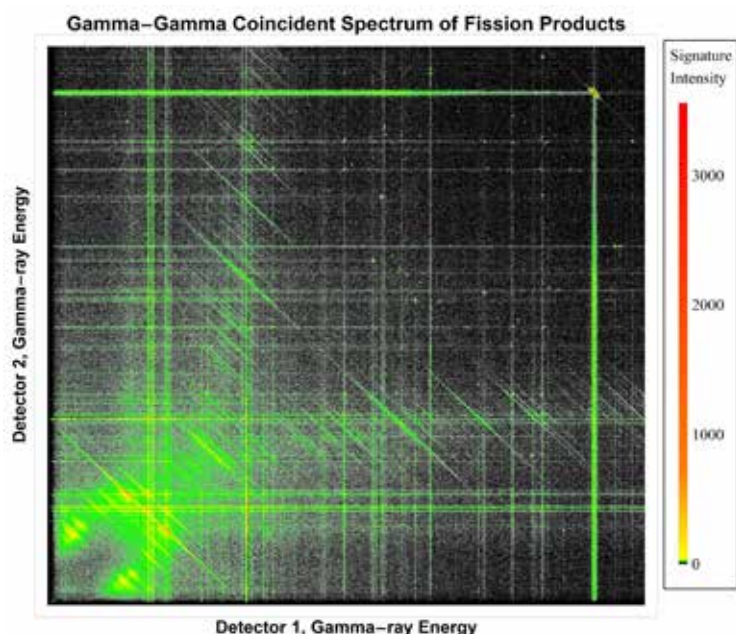 Gamma−Gamma Coincident Spectrum of Fission Products
Signature
Intensity
3000
2000
1000
0
Detector 2, Gamma−ray Energy
Detector 1, Gamma−ray Energy